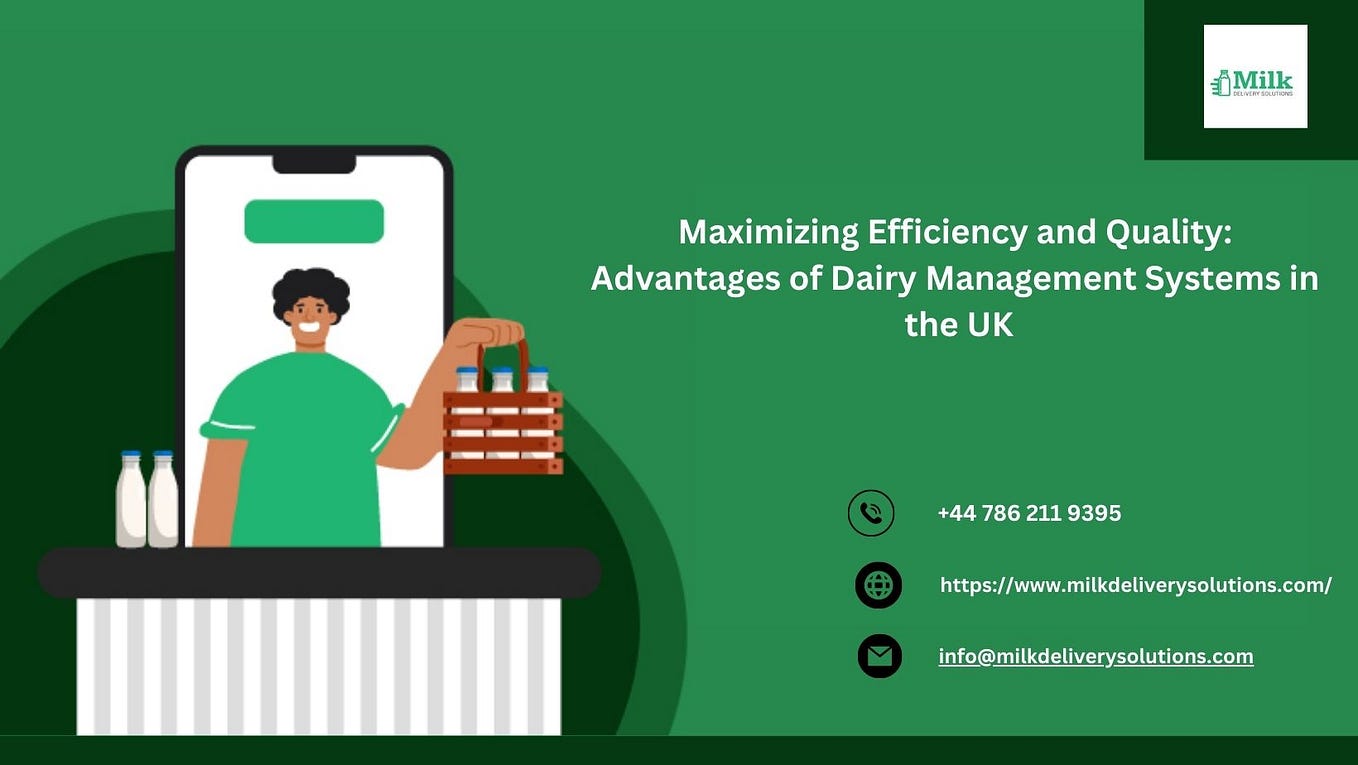 Milk
DELIVERY SOLUTIONS
Maximizing Efficiency and Quality:
Advantages of Dairy Management Systems in
the UK
+44 786 211 9395
https://www.milkdeliverysolutions.com/
info@milkdeliverysolutions.com